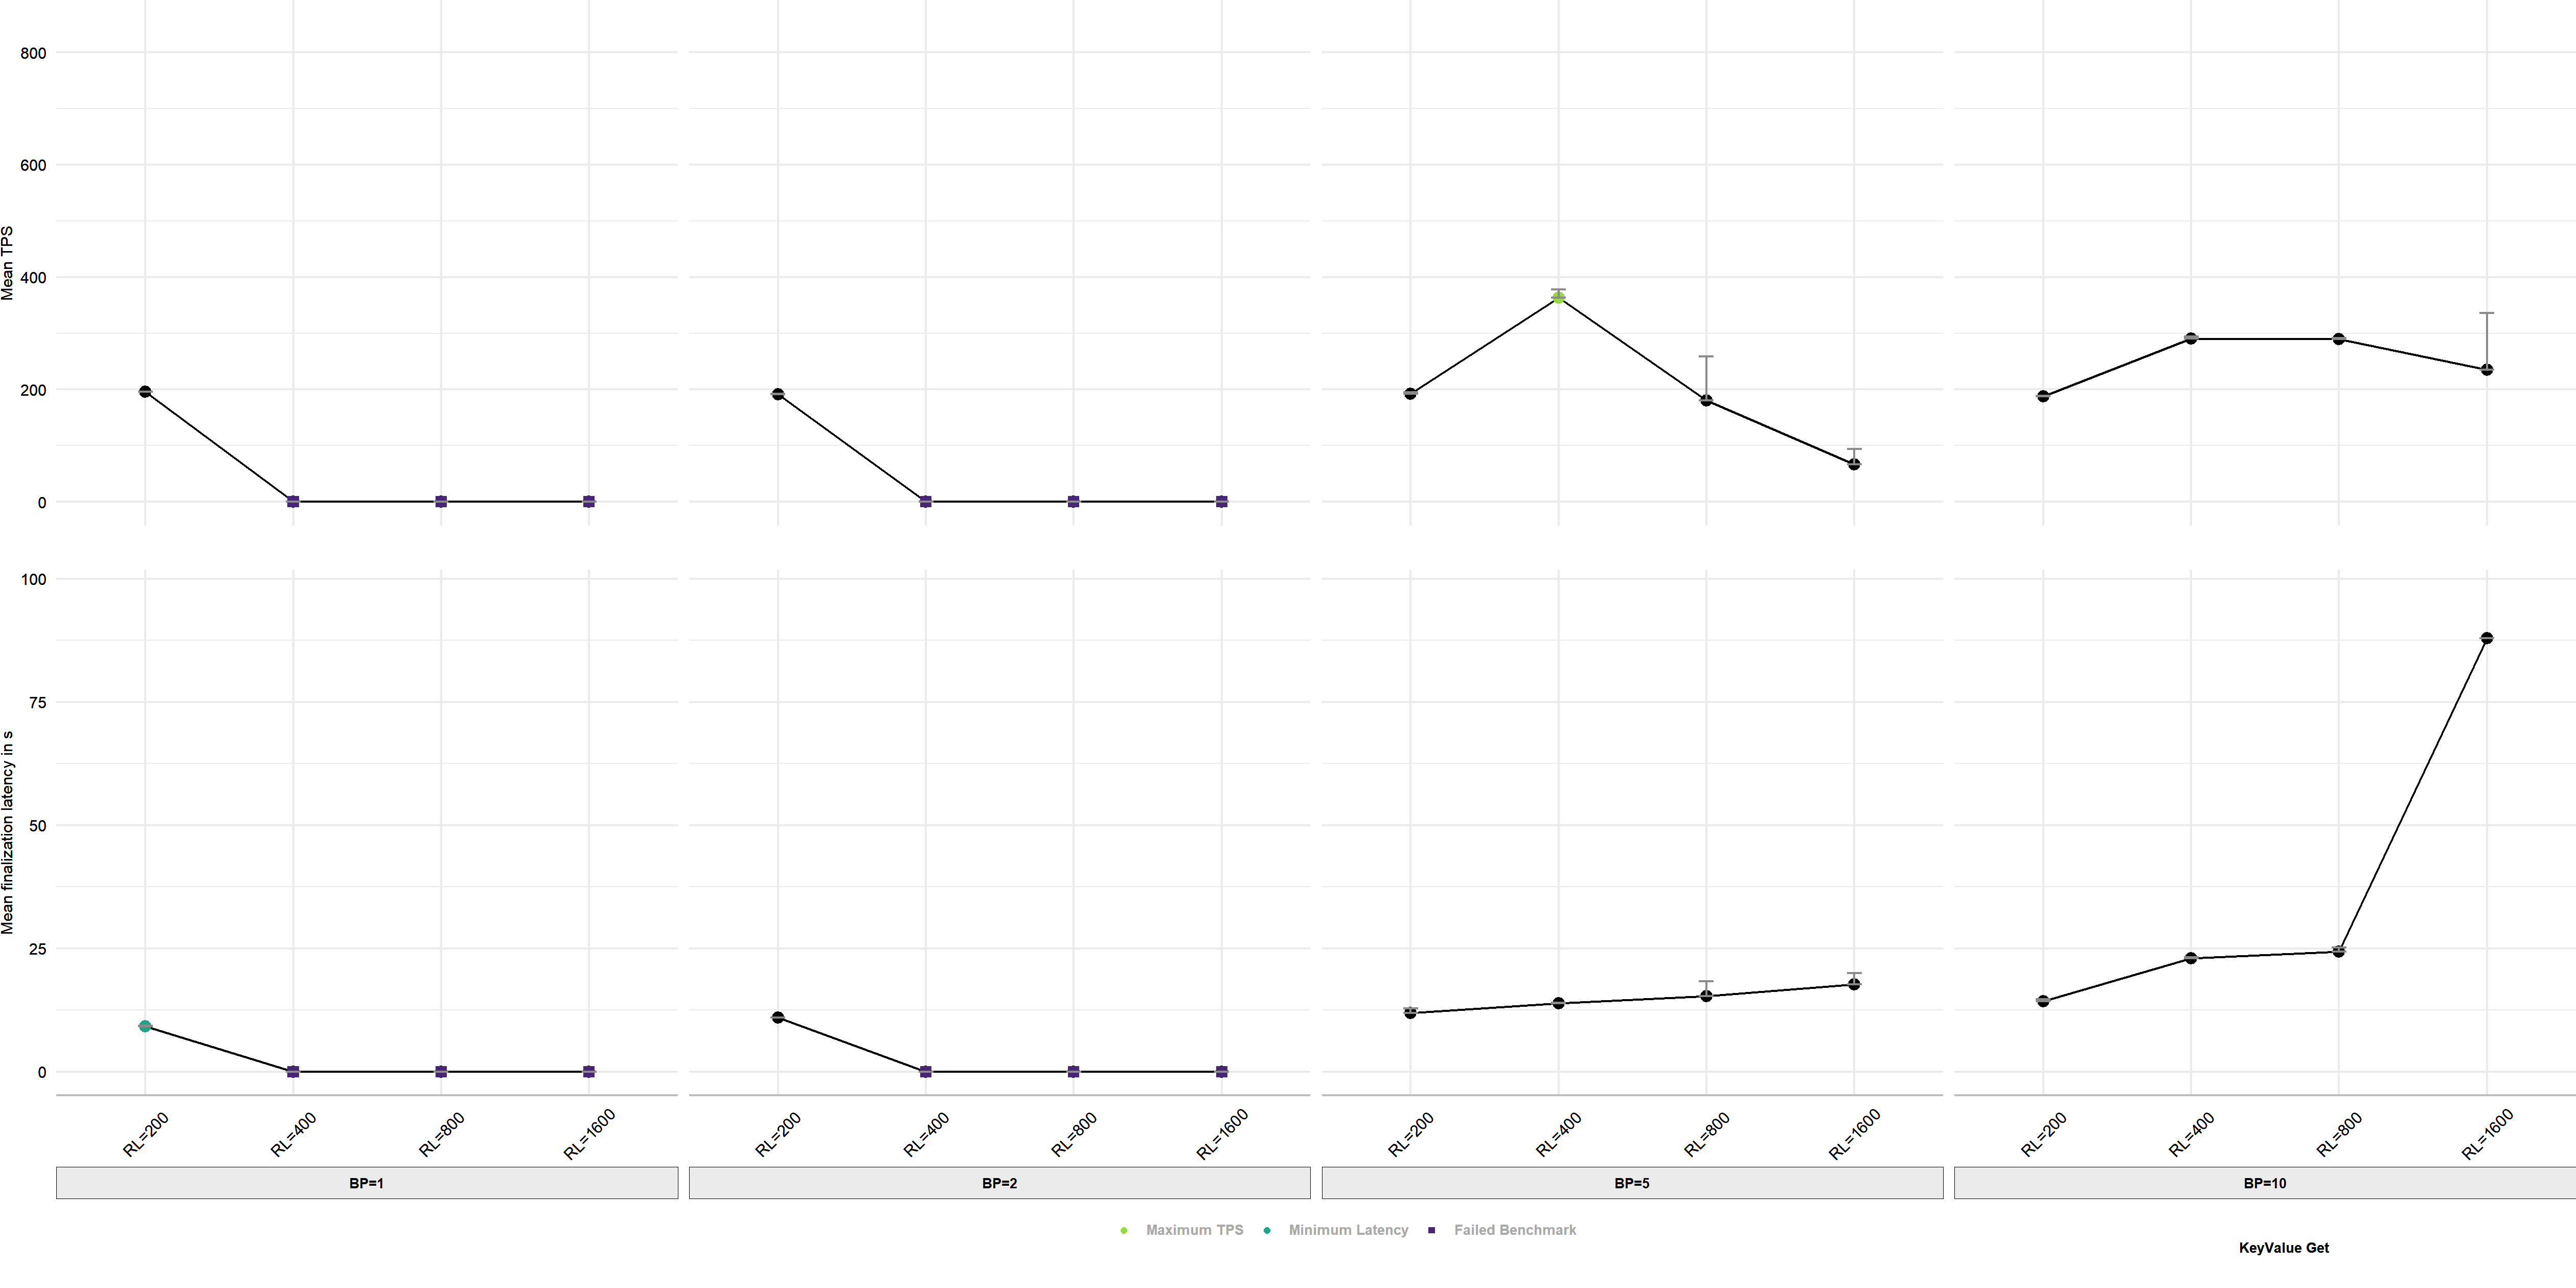 Mean TPS
800
600
400
200
0
Mean finalization latency in s
100
75
50
25
0
RL=200 RL=400 RL=800 RL=1600 RL=200 RL=400 RL=800 RL=1600 RL=200 RL=400 RL=800 RL=1600 RL=200 RL=400 RL=800 RL=1600
BP=1 BP=2 BP=5 BP=10
Maximum TPS Minimum Latency Failed Benchmark
KeyValue Get